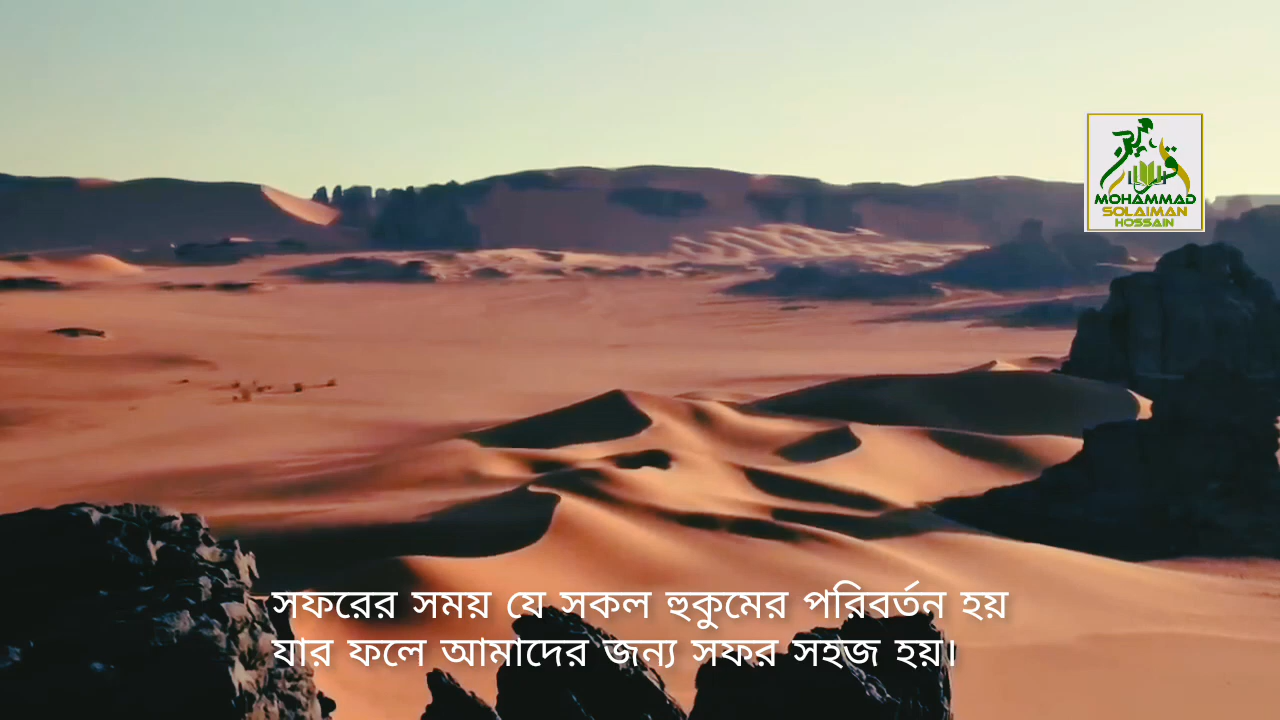 MOHAMMAD
SOLAIMAN
HOSSAIN
সফরের সময় যে সকল হুকুমের পরিবর্তন হয়
যার ফলে আমাদের জন্য সফর সহজ হয়।